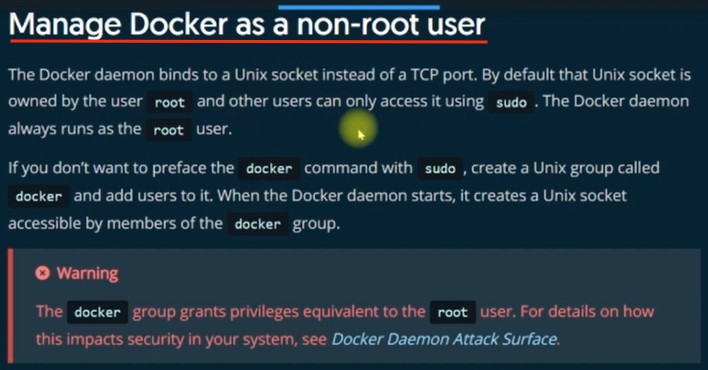 Manage Docker as a non-root user
The Docker daemon binds to a Unix socket instead of a TCP port. By default that Unix socket is
owned by the user root and other users can only access it using sudo . The Docker daemon
always runs as the root user.
If you don't want to preface the docker command with sudo , create a Unix group called
docker and add users to it. When the Docker daemon starts, it creates a Unix socket
accessible by members of the docker group.
Warning
The docker group grants privileges equivalent to the root user. For details on how
this impacts security in your system, see Docker Daemon Attack Surface.